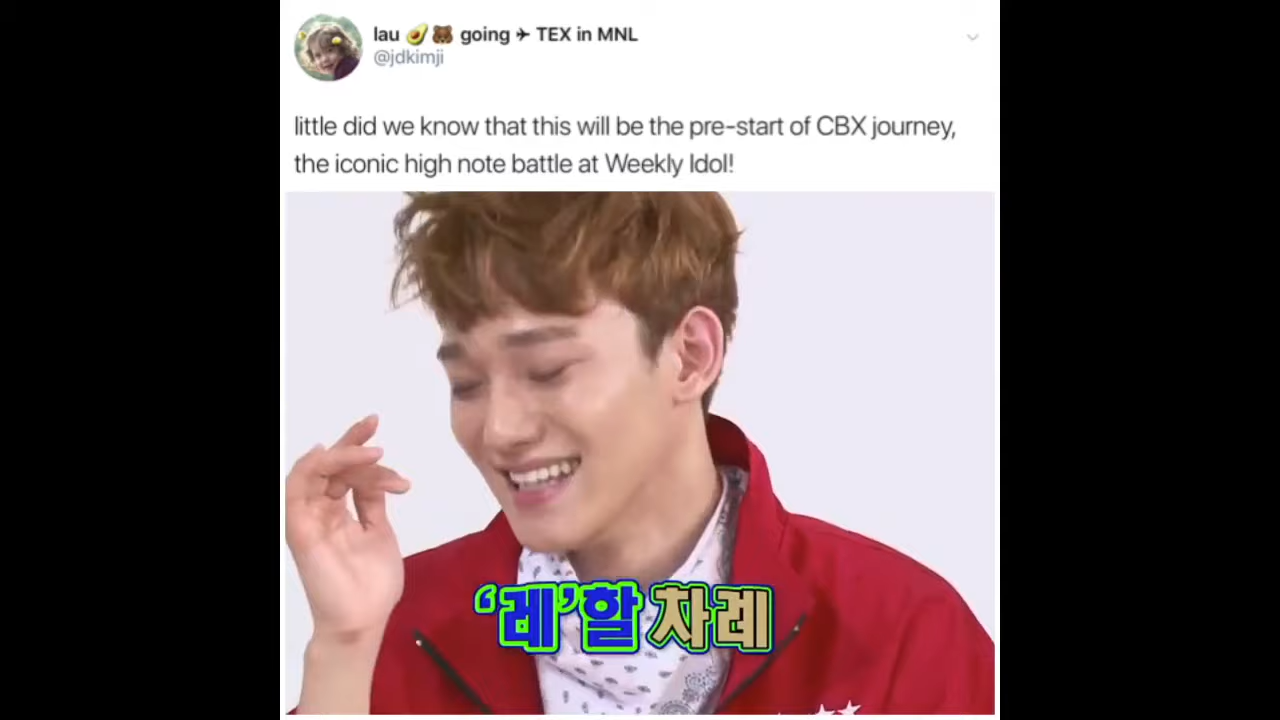 lau 🥑🐻 going ✈ TEX in MNL
@jdkimji
little did we know that this will be the pre-start of CBX journey,
the iconic high note battle at Weekly Idol!
‘레’할 차례